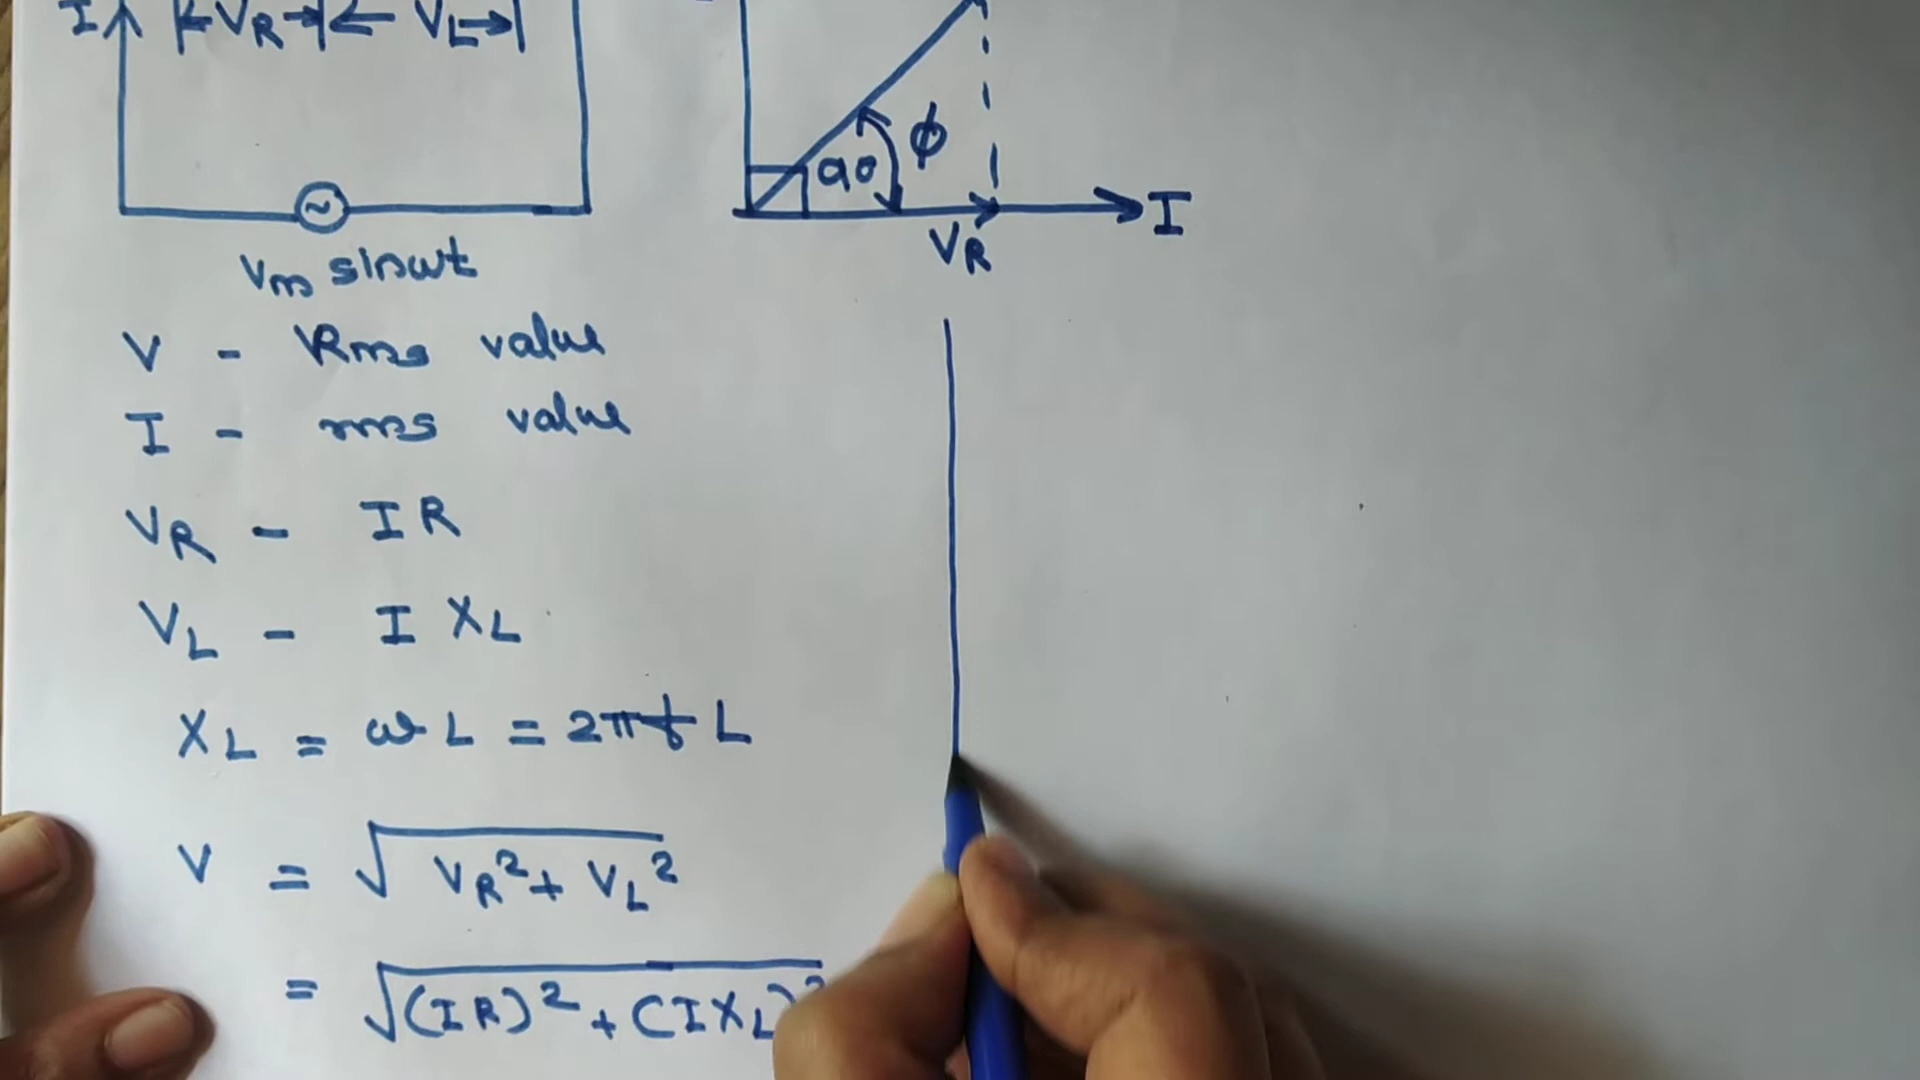 I VR VL
90 ϕ
I
VR
Vm sinωt
V - Rms value
I - rms value
VR - IR
VL - I XL
XL = ωL = 2πfL
V = √VR²+VL²
= √(IR)²+(IXL)²